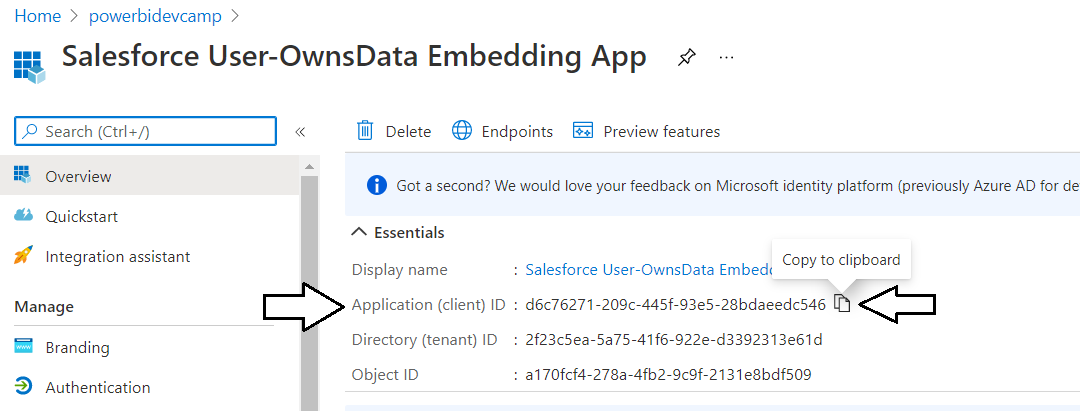 Home > powerbidevcamp >
Salesforce User-OwnsData Embedding App
Search (Ctrl+/)
Delete Endpoints Preview features
Overview
Quickstart
Integration assistant
Manage
Branding
Authentication
Got a second? We would love your feedback on Microsoft identity platform (previously Azure AD for de
Essentials
Copy to clipboard
Display name : Salesforce User-OwnsData Embedd
Application (client) ID : d6c76271-209c-445f-93e5-28bdaeedc546
Directory (tenant) ID : 2f23c5ea-5a75-41f6-922e-d3392313e61d
Object ID : a170fcf4-278a-4fb2-9c9f-2131e8bdf509